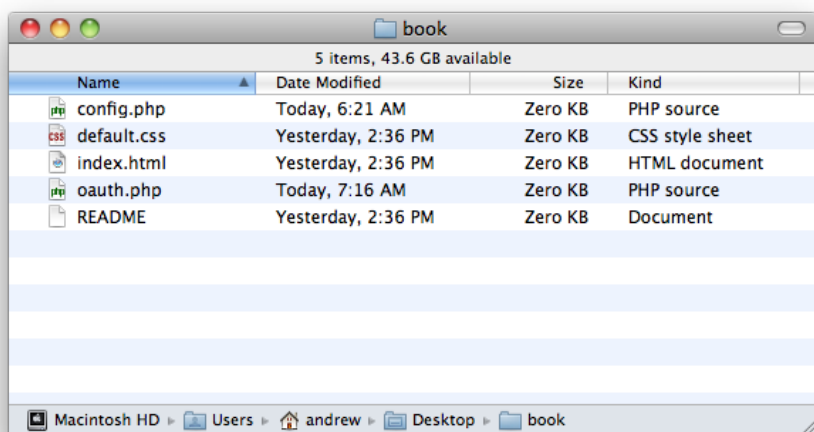 book
5 items, 43.6 GB available
Name Date Modified Size Kind
php config.php Today, 6:21 AM Zero KB PHP source
css default.css Yesterday, 2:36 PM Zero KB CSS style sheet
index.html Yesterday, 2:36 PM Zero KB HTML document
php oauth.php Today, 7:16 AM Zero KB PHP source
README Yesterday, 2:36 PM Zero KB Document
Macintosh HD Users andrew Desktop book